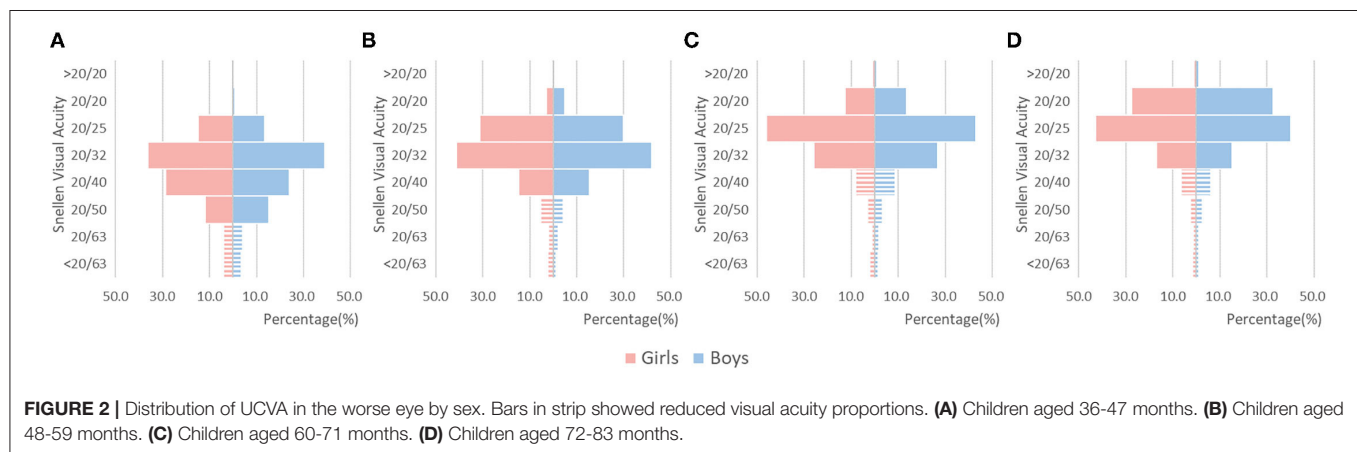 A
B
C
D
Snellen Visual Acuity
>20/20
20/20
20/25
20/32
20/40
20/50
20/63
<20/63
50.0 30.0 10.0 10.0 30.0 50.0
Percentage(%)
Snellen Visual Acuity
>20/20
20/20
20/25
20/32
20/40
20/50
20/63
<20/63
50.0 30.0 10.0 10.0 30.0 50.0
Percentage(%)
Snellen Visual Acuity
>20/20
20/20
20/25
20/32
20/40
20/50
20/63
<20/63
50.0 30.0 10.0 10.0 30.0 50.0
Percentage(%)
Snellen Visual Acuity
>20/20
20/20
20/25
20/32
20/40
20/50
20/63
<20/63
50.0 30.0 10.0 10.0 30.0 50.0
Percentage(%)
Girls Boys
FIGURE 2 | Distribution of UCVA in the worse eye by sex. Bars in strip showed reduced visual acuity proportions. (A) Children aged 36-47 months. (B) Children aged
48-59 months. (C) Children aged 60-71 months. (D) Children aged 72-83 months.